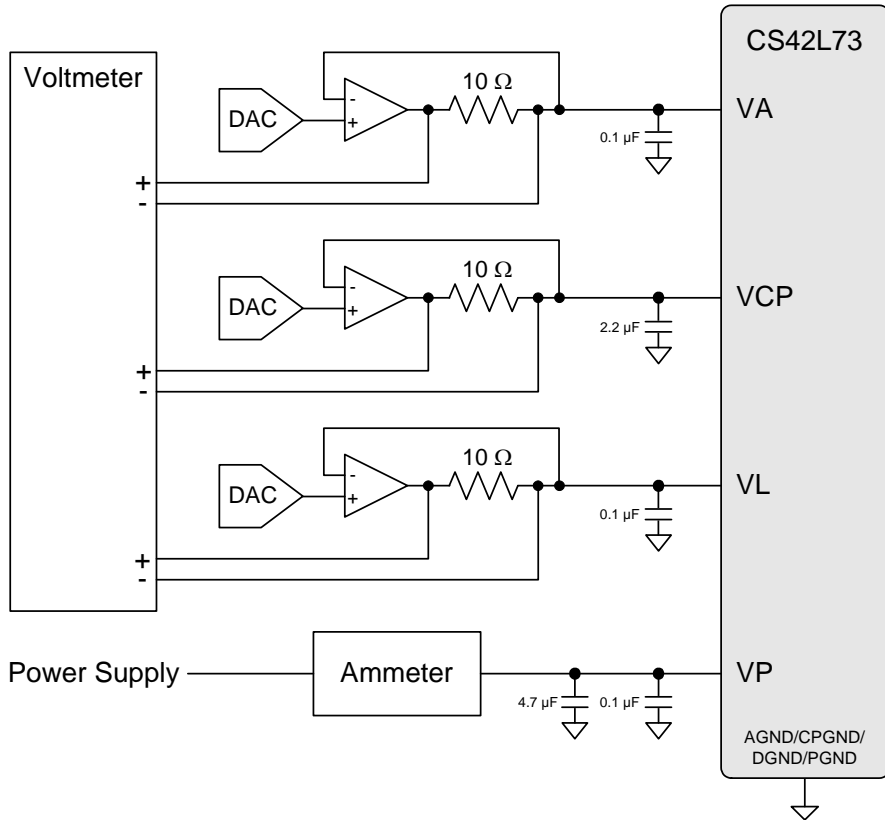 CS42L73
Voltmeter
DAC
-
+
10 Ω
VA
0.1 µF
+
-
DAC
-
+
10 Ω
VCP
2.2 µF
+
-
DAC
-
+
10 Ω
VL
0.1 µF
+
-
Power Supply
Ammeter
VP
4.7 µF
0.1 µF
AGND/CPGND/
DGND/PGND